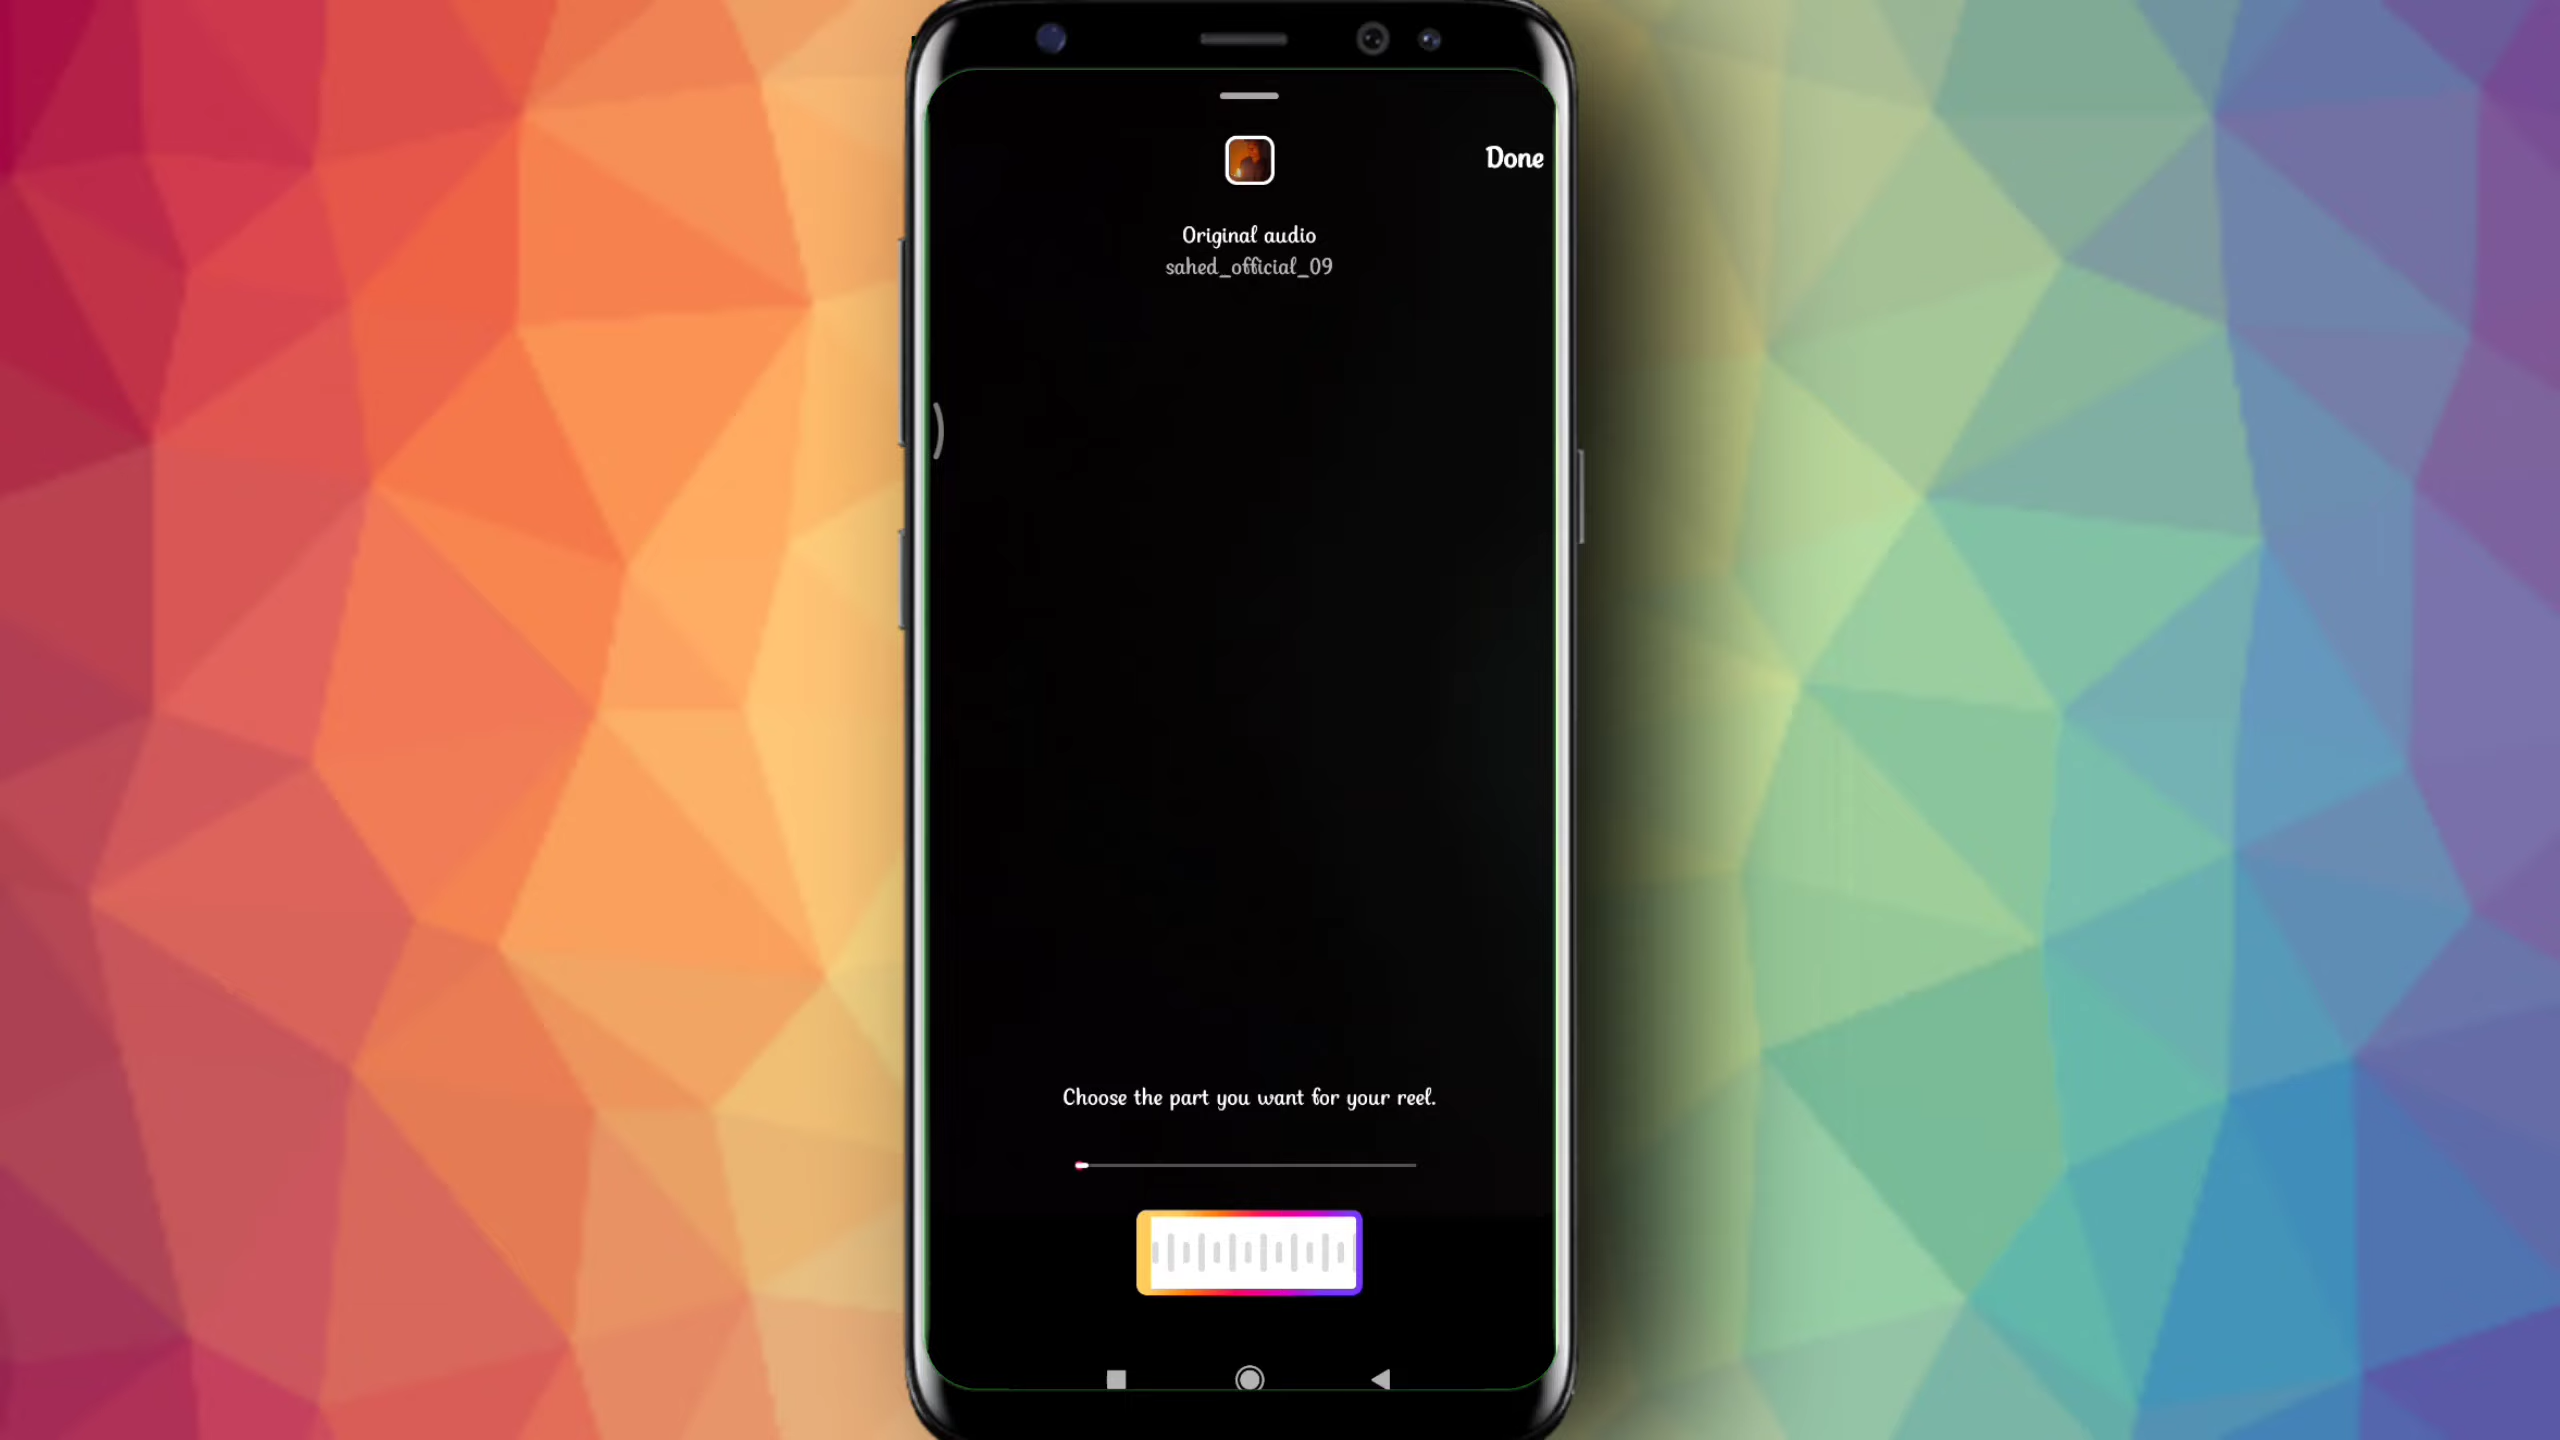 Done
Original audio
sahed_official_09
Choose the part you want for your reel.